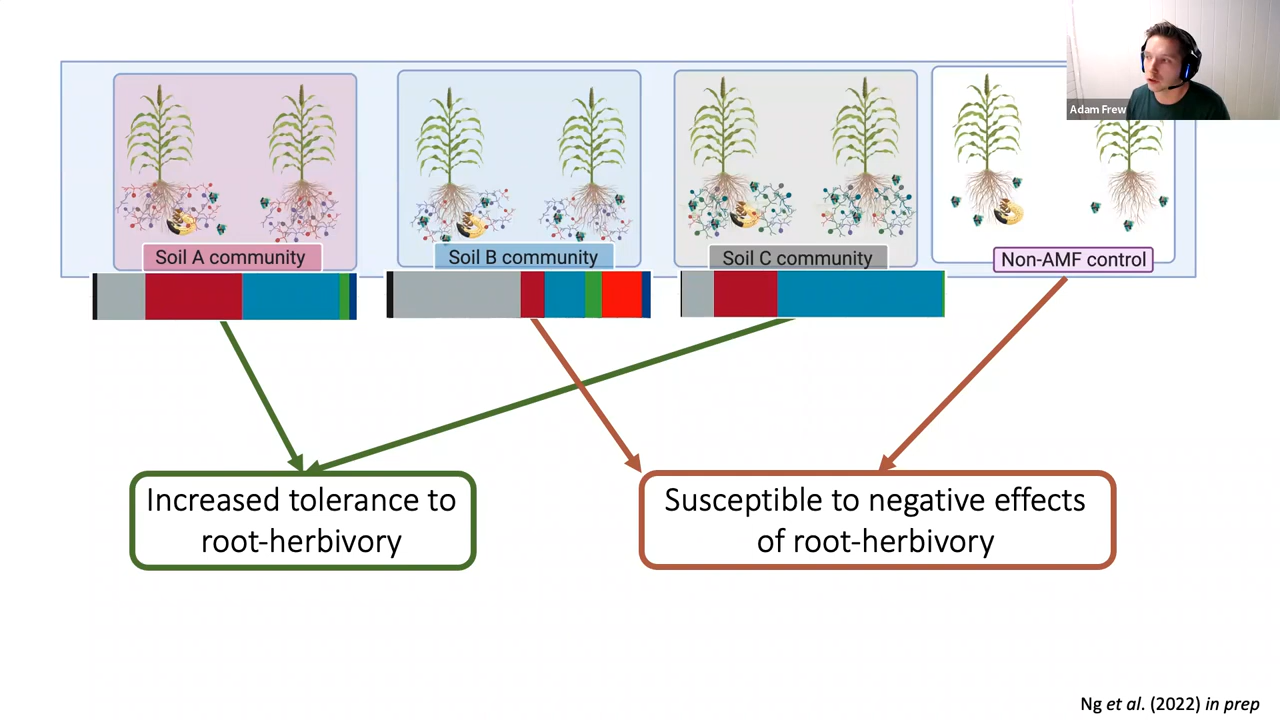 Adam Frew
Soil A community
Soil B community
Soil C community
Non-AMF control
Increased tolerance to
root-herbivory
Susceptible to negative effects
of root-herbivory
Ng et al. (2022) in prep